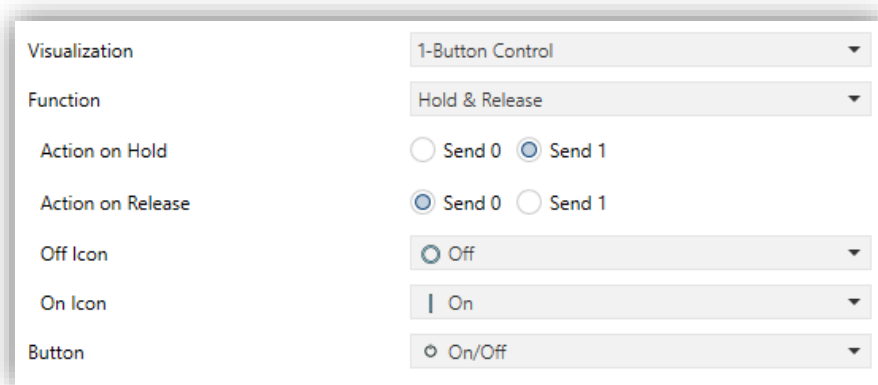 Visualization 1-Button Control
Function Hold & Release
Action on Hold Send 0 Send 1
Action on Release Send 0 Send 1
Off Icon Off
On Icon On
Button On/Off